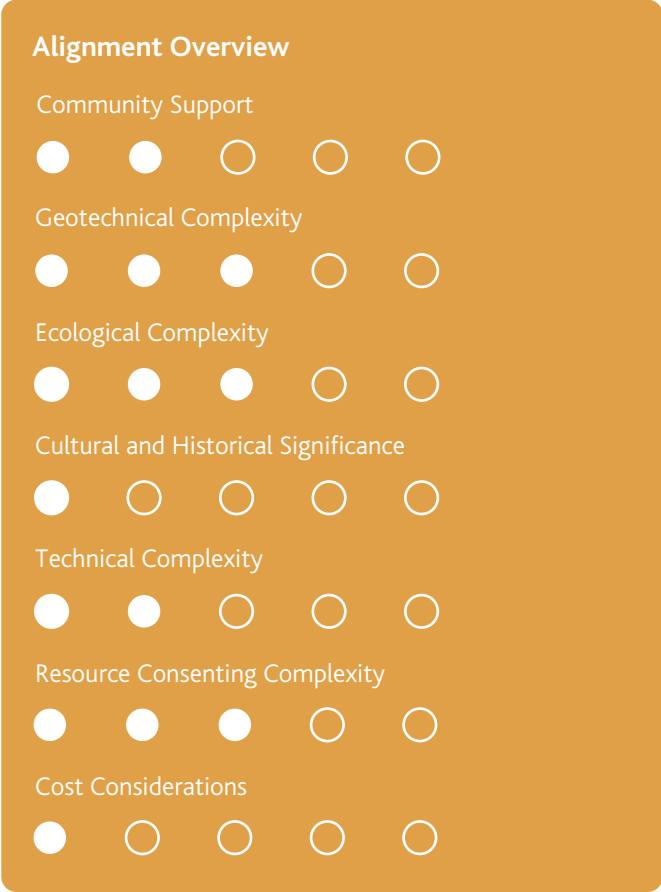 Alignment Overview
Community Support
Geotechnical Complexity
Ecological Complexity
Cultural and Historical Significance
Technical Complexity
Resource Consenting Complexity
Cost Considerations